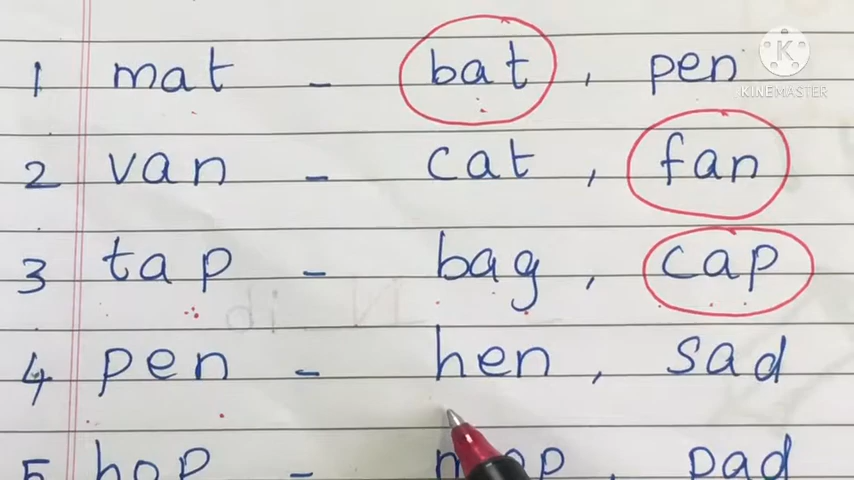 1 mat - bat, pen
K
KINEMASTER
2 van - cat, fan
3 tap - bag, cap
4 pen - hen, sad
5 hop - mop, pad